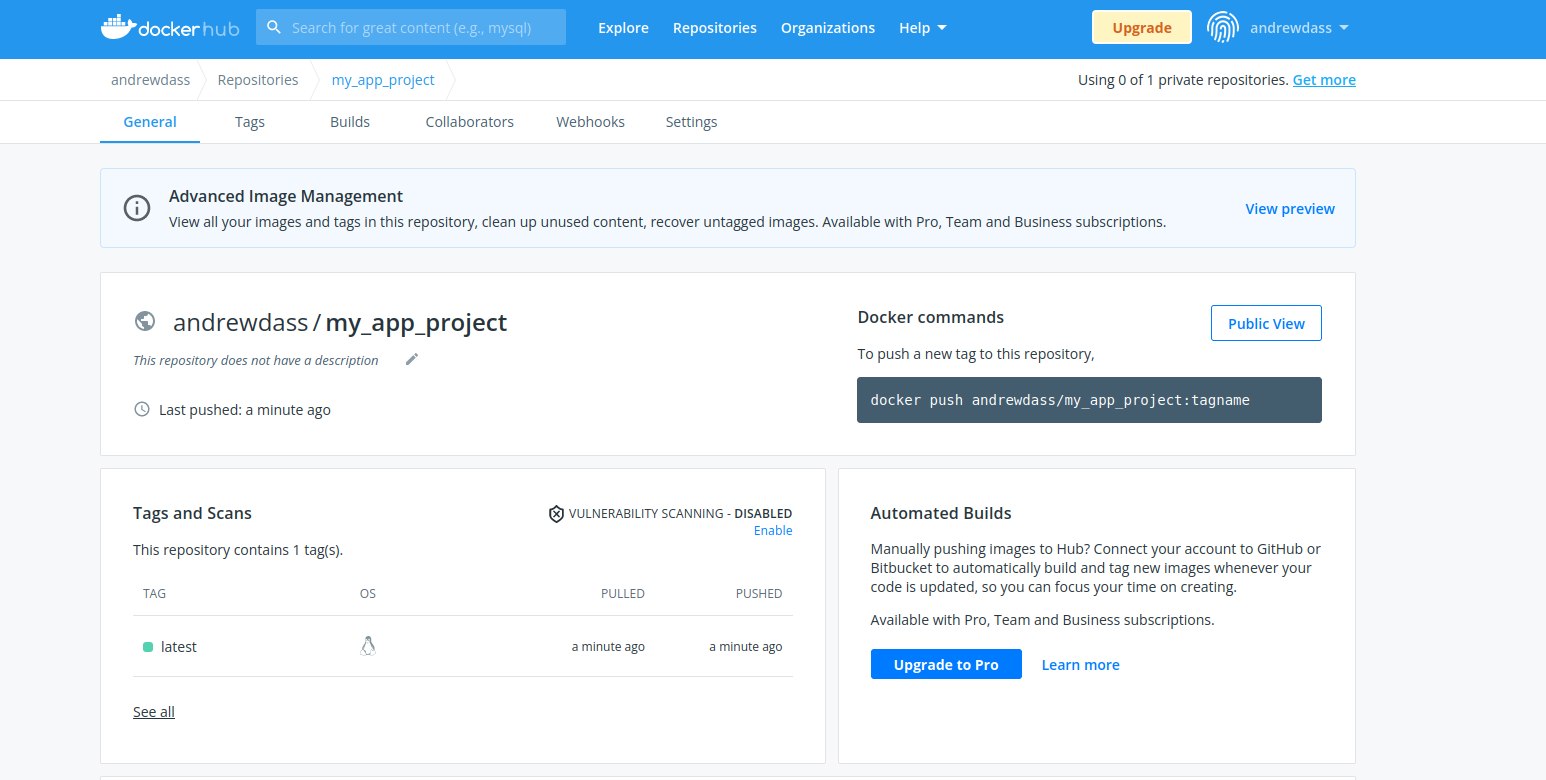 dockerhub
Search for great content (e.g., mysql)
Explore
Repositories
Organizations
Help
Upgrade
andrewdass
andrewdass
Repositories
my_app_project
Using 0 of 1 private repositories. Get more
General
Tags
Builds
Collaborators
Webhooks
Settings
Advanced Image Management
View all your images and tags in this repository, clean up unused content, recover untagged images. Available with Pro, Team and Business subscriptions.
View preview
andrewdass / my_app_project
This repository does not have a description
Last pushed: a minute ago
Docker commands
Public View
To push a new tag to this repository,
docker push andrewdass/my_app_project:tagname
Tags and Scans
VULNERABILITY SCANNING - DISABLED
Enable
This repository contains 1 tag(s).
TAG OS PULLED PUSHED
latest a minute ago a minute ago
See all
Automated Builds
Manually pushing images to Hub? Connect your account to GitHub or
Bitbucket to automatically build and tag new images whenever your
code is updated, so you can focus your time on creating.
Available with Pro, Team and Business subscriptions.
Upgrade to Pro
Learn more